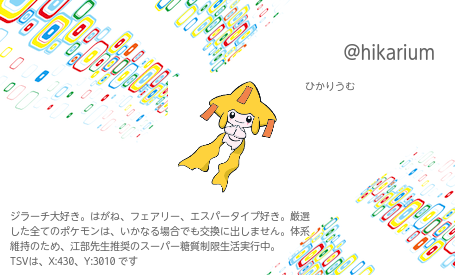 @hikarium
ひかりうむ
ジラーチ大好き。はがね、フェアリー、エスパータイプ好き。厳選
した全てのポケモンは、いかなる場合でも交換に出しません。体系
維持のため、江部先生推奨のスーパー糖質制限生活実行中。
TSVは、X:430、Y:3010 です